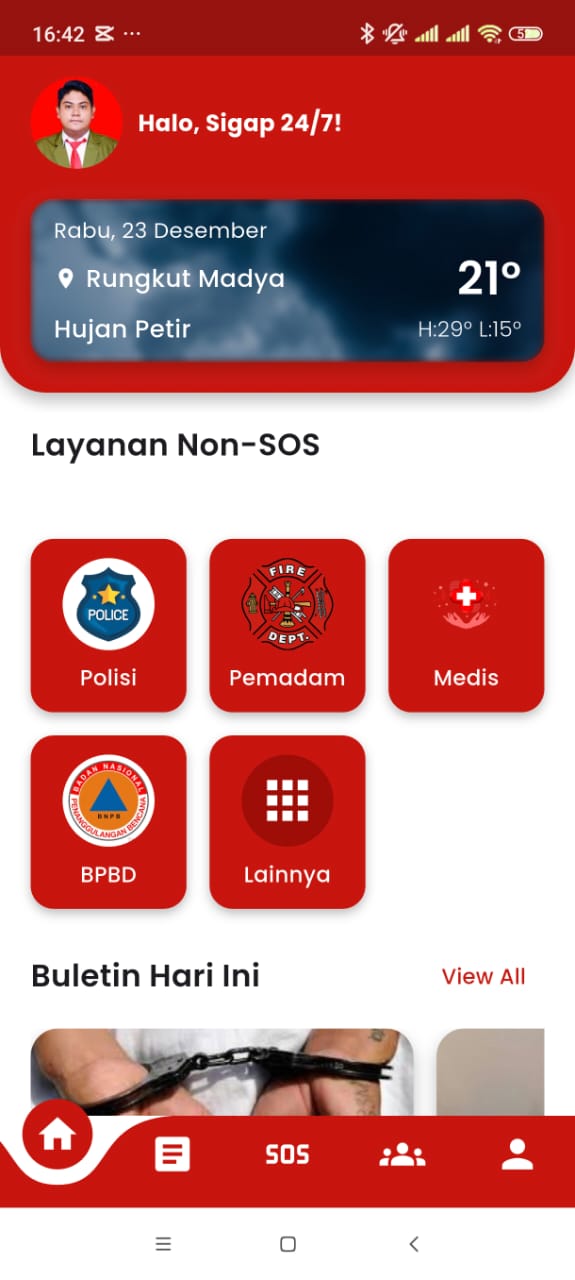 16:42
5
Halo, Sigap 24/7!
Rabu, 23 Desember
Rungkut Madya
21°
Hujan Petir
H:29° L:15°
Layanan Non-SOS
POLICE
Polisi
FIRE
DEPT.
Pemadam
Medis
BADAN NASIONAL
BNPB
PENANGGULANGAN BENCANA
BPBD
Lainnya
Buletin Hari Ini
View All
SOS